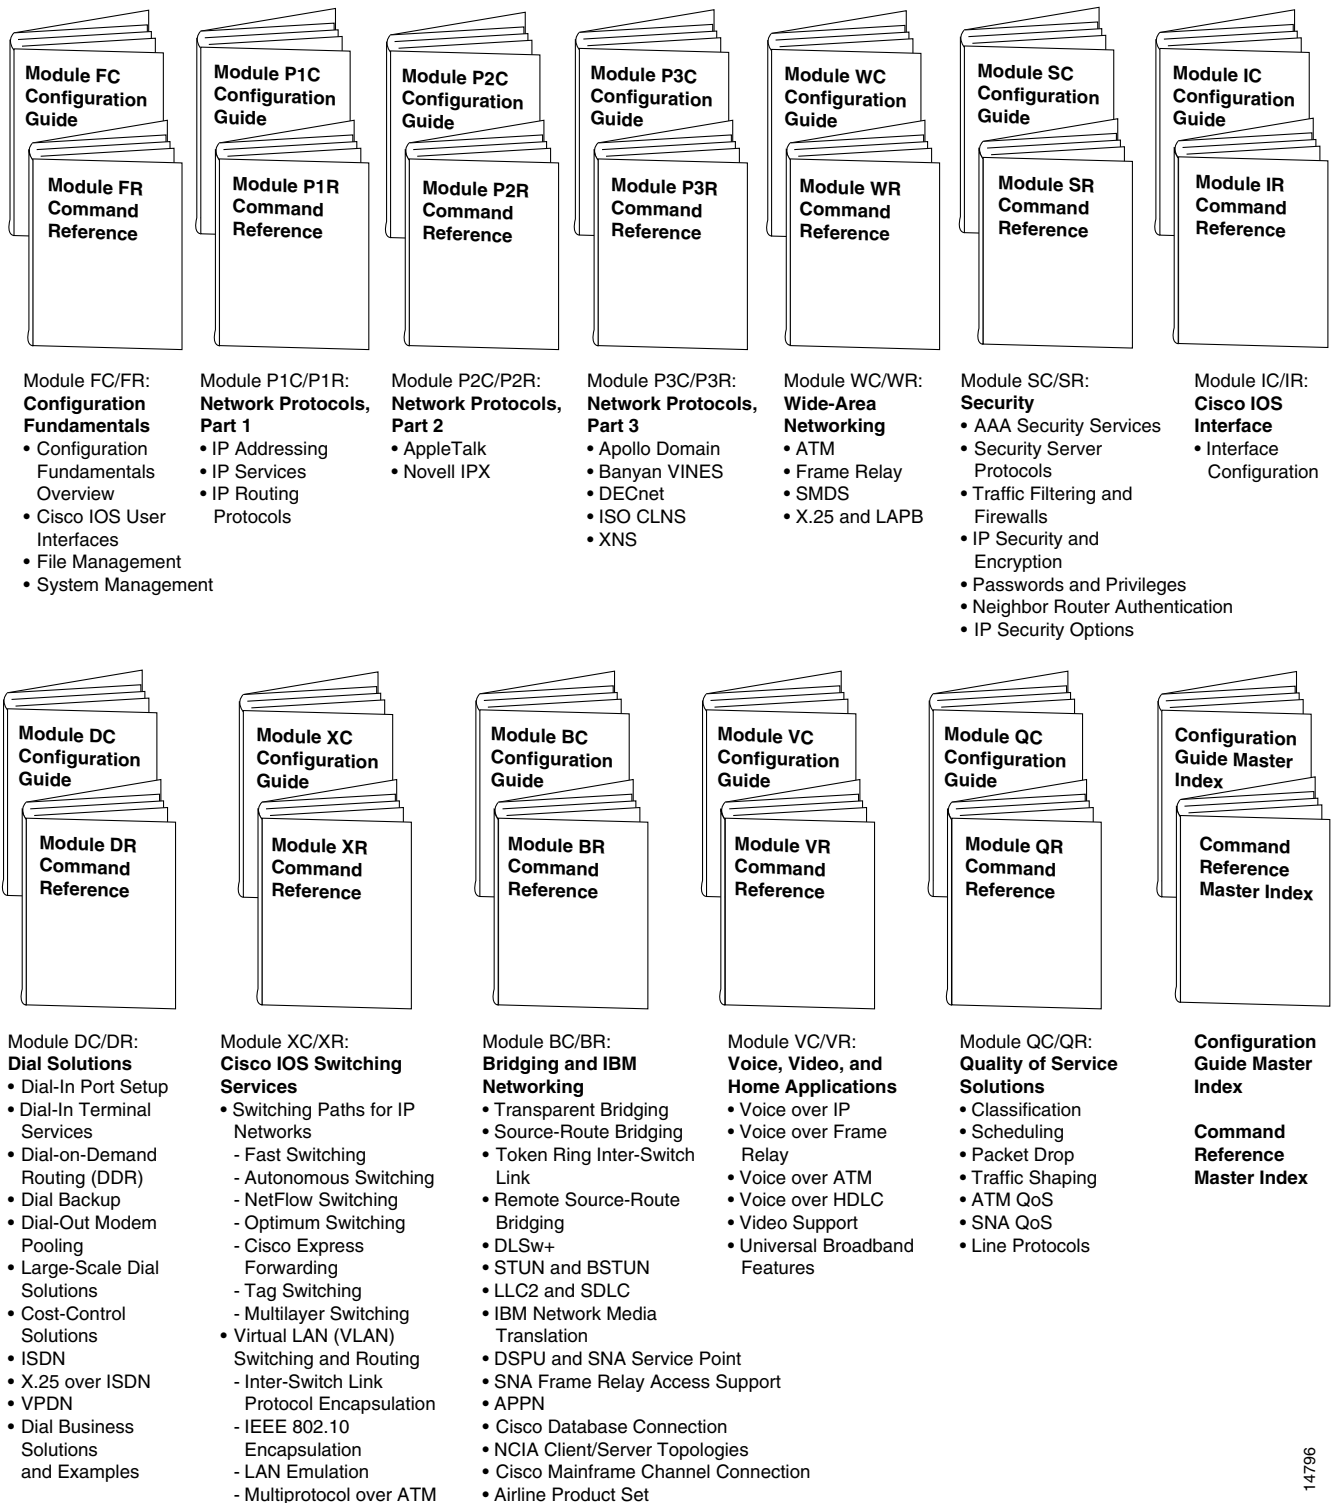 Module FC
Configuration
Guide
Module FR
Command
Reference
Module P1C
Configuration
Guide
Module P1R
Command
Reference
Module P2C
Configuration
Guide
Module P2R
Command
Reference
Module P3C
Configuration
Guide
Module P3R
Command
Reference
Module WC
Configuration
Guide
Module WR
Command
Reference
Module SC
Configuration
Guide
Module SR
Command
Reference
Module IC
Configuration
Guide
Module IR
Command
Reference
Module FC/FR:
Configuration
Fundamentals
• Configuration
Fundamentals
Overview
• Cisco IOS User
Interfaces
• File Management
• System Management
Module P1C/P1R:
Network Protocols,
Part 1
• IP Addressing
• IP Services
• IP Routing
Protocols
Module P2C/P2R:
Network Protocols,
Part 2
• AppleTalk
• Novell IPX
Module P3C/P3R:
Network Protocols,
Part 3
• Apollo Domain
• Banyan VINES
• DECnet
• ISO CLNS
• XNS
Module WC/WR:
Wide-Area
Networking
• ATM
• Frame Relay
• SMDS
• X.25 and LAPB
Module SC/SR:
Security
• AAA Security Services
• Security Server
Protocols
• Traffic Filtering and
Firewalls
• IP Security and
Encryption
• Passwords and Privileges
• Neighbor Router Authentication
• IP Security Options
Module IC/IR:
Cisco IOS
Interface
• Interface
Configuration
Module DC
Configuration
Guide
Module DR
Command
Reference
Module XC
Configuration
Guide
Module XR
Command
Reference
Module BC
Configuration
Guide
Module BR
Command
Reference
Module VC
Configuration
Guide
Module VR
Command
Reference
Module QC
Configuration
Guide
Module QR
Command
Reference
Configuration
Guide Master
Index
Command
Reference
Master Index
Module DC/DR:
Dial Solutions
• Dial-In Port Setup
• Dial-In Terminal
Services
• Dial-on-Demand
Routing (DDR)
• Dial Backup
• Dial-Out Modem
Pooling
• Large-Scale Dial
Solutions
• Cost-Control
Solutions
• ISDN
• X.25 over ISDN
• VPDN
• Dial Business
Solutions
and Examples
Module XC/XR:
Cisco IOS Switching
Services
• Switching Paths for IP
Networks
- Fast Switching
- Autonomous Switching
- NetFlow Switching
- Optimum Switching
- Cisco Express
Forwarding
- Tag Switching
- Multilayer Switching
• Virtual LAN (VLAN)
Switching and Routing
- Inter-Switch Link
Protocol Encapsulation
- IEEE 802.10
Encapsulation
- LAN Emulation
- Multiprotocol over ATM
Module BC/BR:
Bridging and IBM
Networking
• Transparent Bridging
• Source-Route Bridging
• Token Ring Inter-Switch
Link
• Remote Source-Route
Bridging
• DLSw+
• STUN and BSTUN
• LLC2 and SDLC
• IBM Network Media
Translation
• DSPU and SNA Service Point
• SNA Frame Relay Access Support
• APPN
• Cisco Database Connection
• NCIA Client/Server Topologies
• Cisco Mainframe Channel Connection
• Airline Product Set
Module VC/VR:
Voice, Video, and
Home Applications
• Voice over IP
• Voice over Frame
Relay
• Voice over ATM
• Voice over HDLC
• Video Support
• Universal Broadband
Features
Module QC/QR:
Quality of Service
Solutions
• Classification
• Scheduling
• Packet Drop
• Traffic Shaping
• ATM QoS
• SNA QoS
• Line Protocols
Configuration
Guide Master
Index
Command
Reference
Master Index
14796